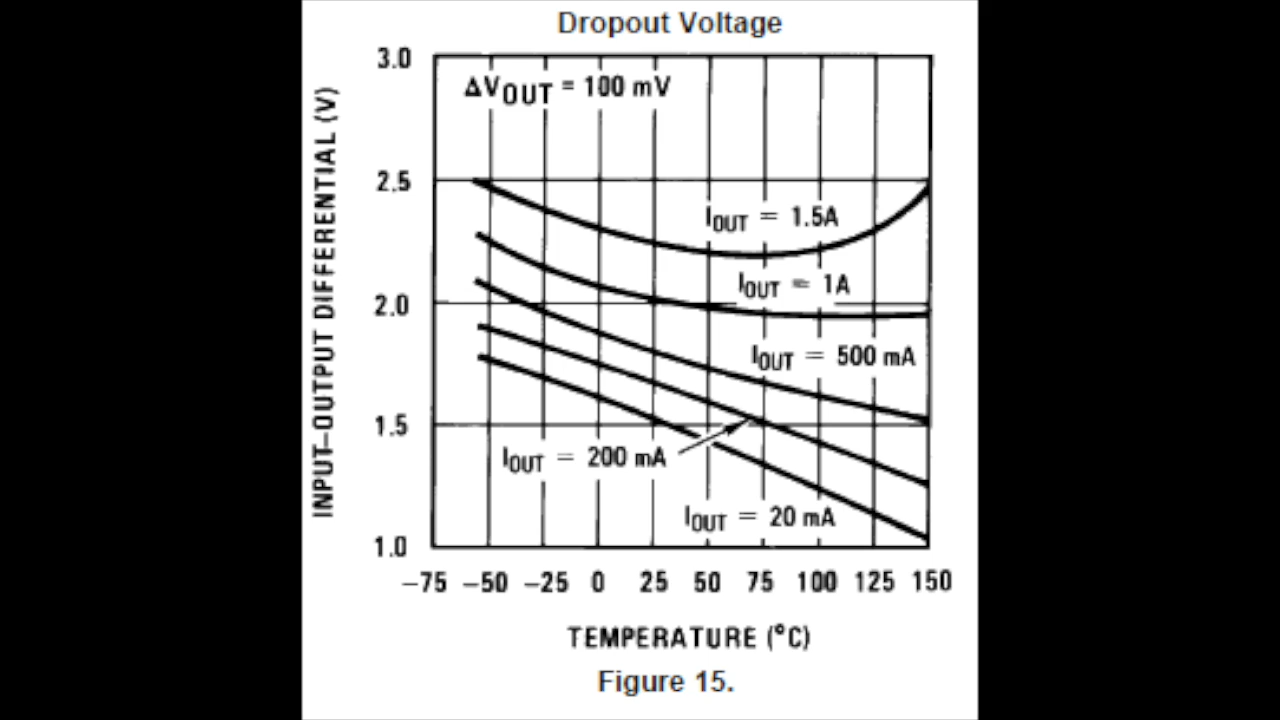 Dropout Voltage
3.0
ΔVOUT = 100 mV
2.5
IOUT = 1.5A
IOUT = 1A
2.0
IOUT = 500 mA
1.5
IOUT = 200 mA
IOUT = 20 mA
1.0
INPUT–OUTPUT DIFFERENTIAL (V)
–75 –50 –25 0 25 50 75 100 125 150
TEMPERATURE (°C)
Figure 15.